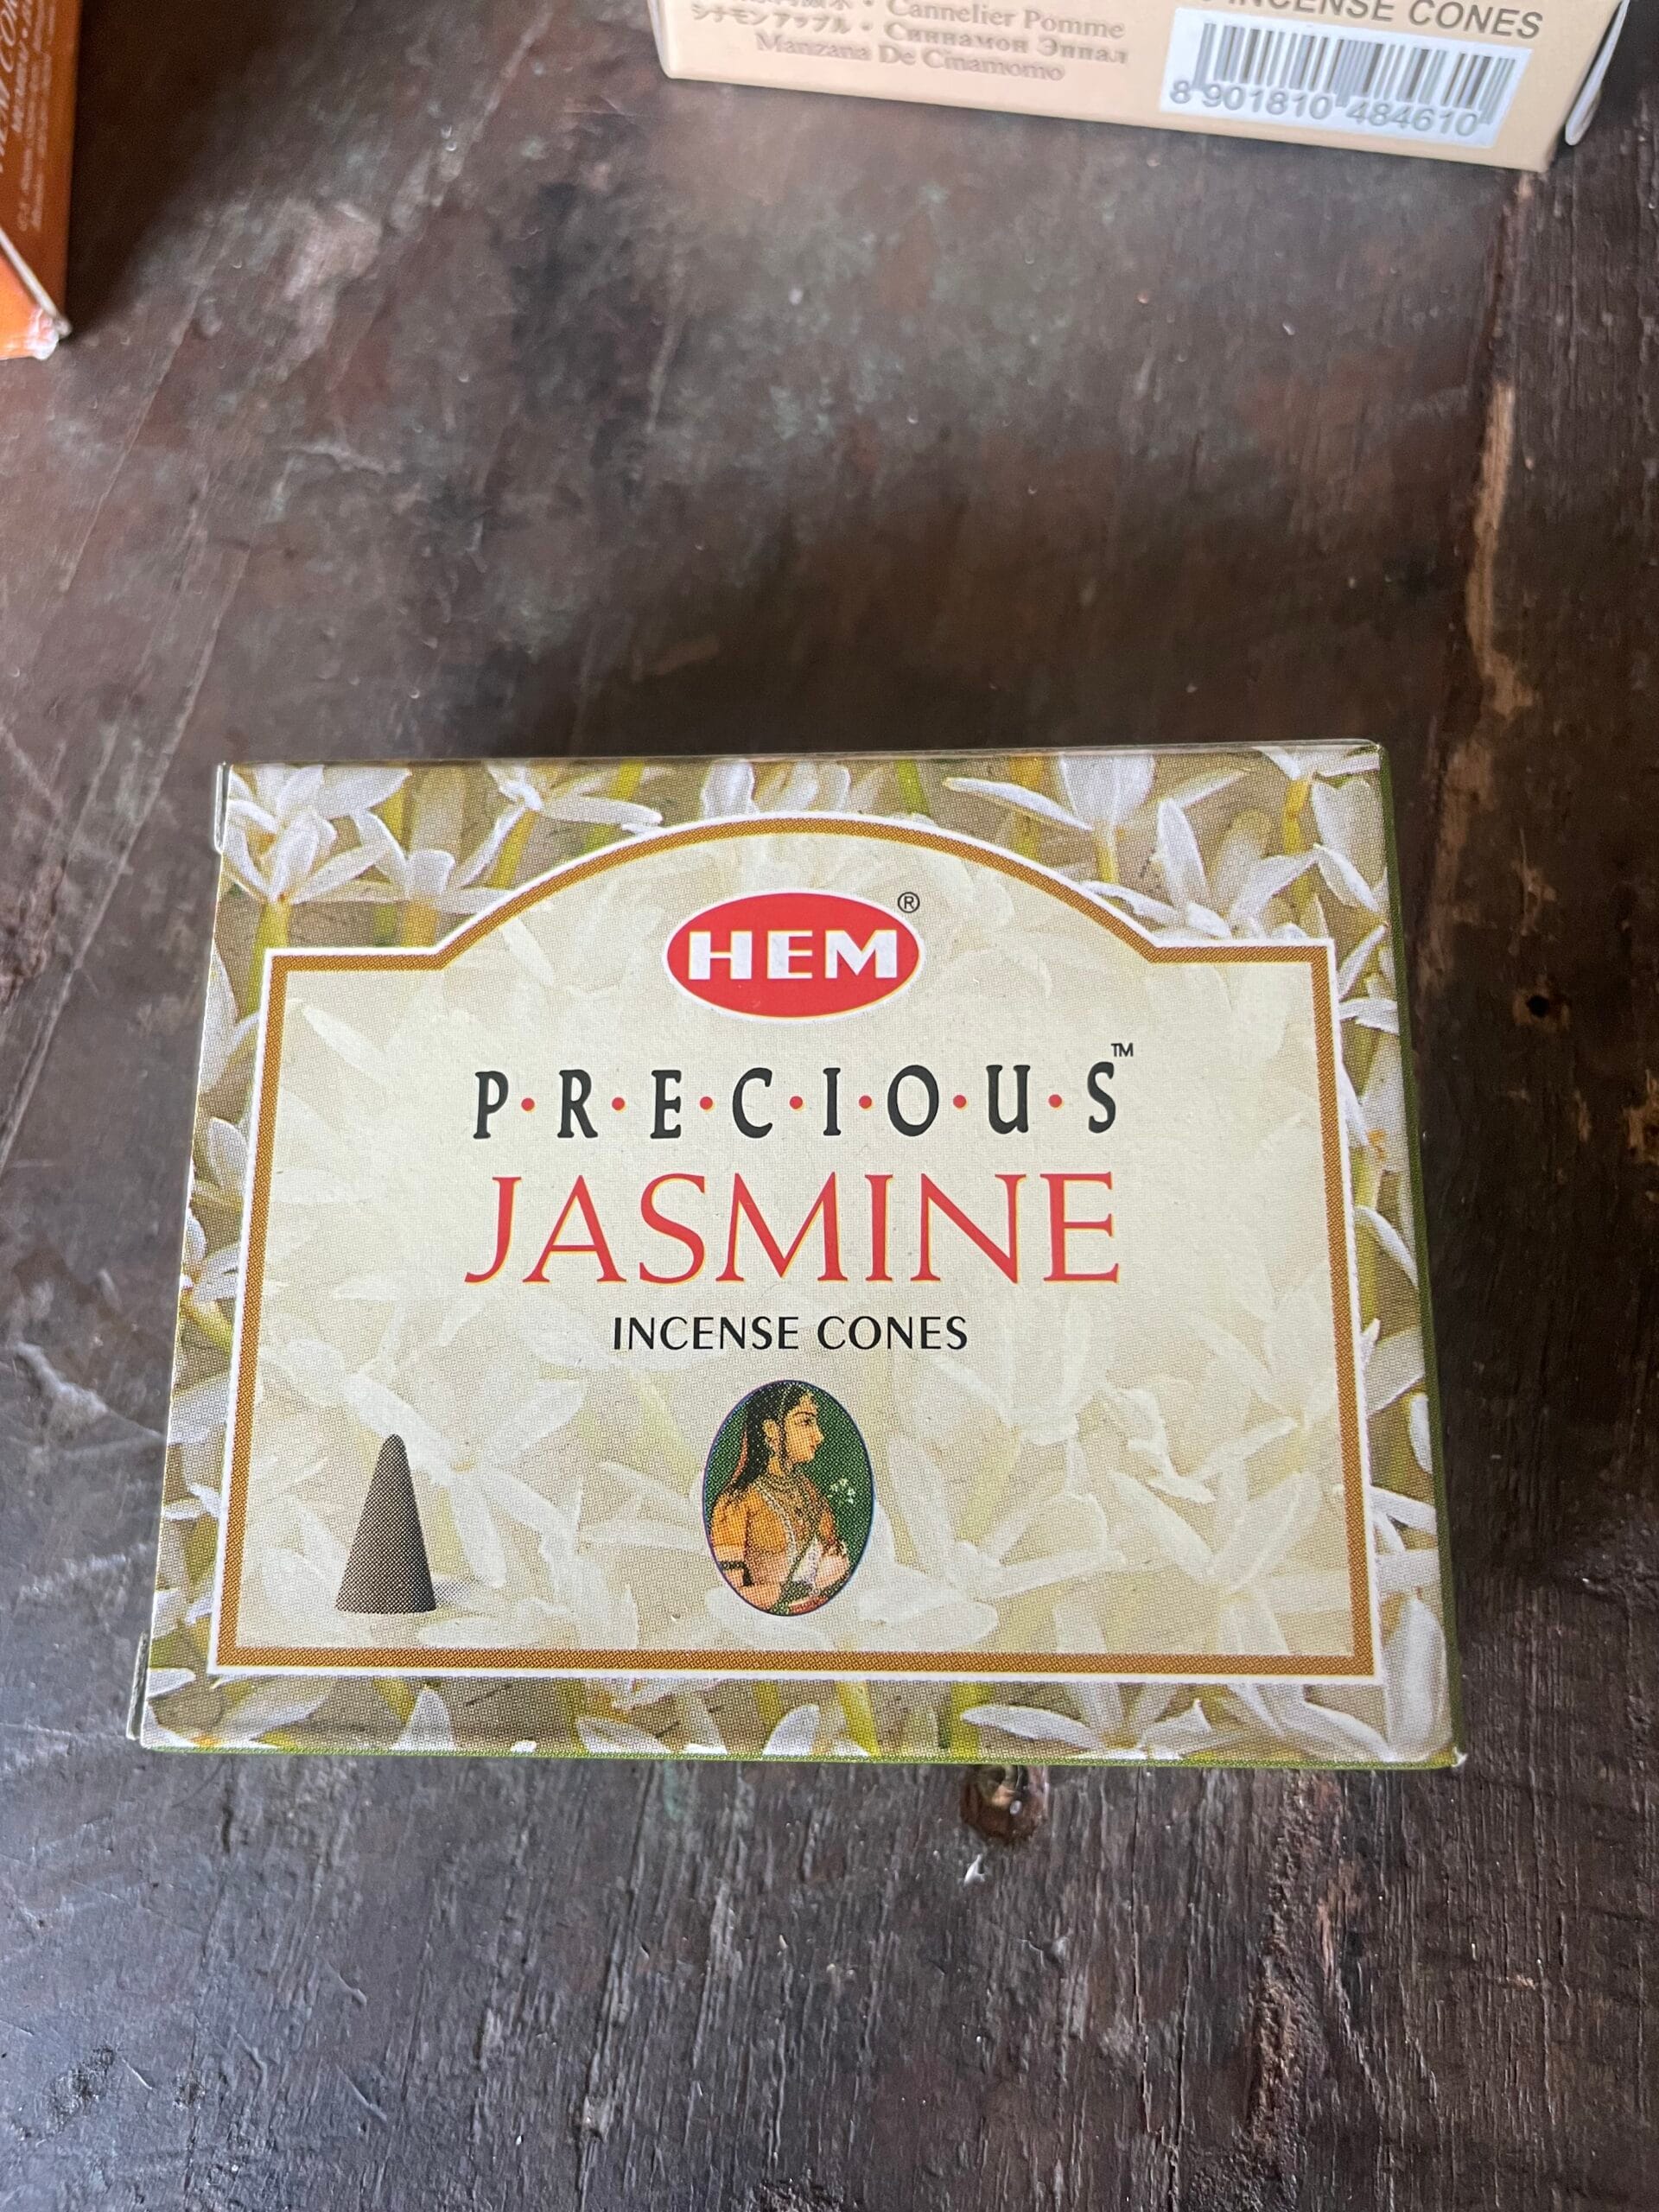 • Cannelier Pomme
シナモンアップル • Синнамон Эппал
Manzana De Cinamomo
INCENSE CONES
8 901810 484610
HEM®
P·R·E·C·I·O·U·S™
JASMINE
INCENSE CONES